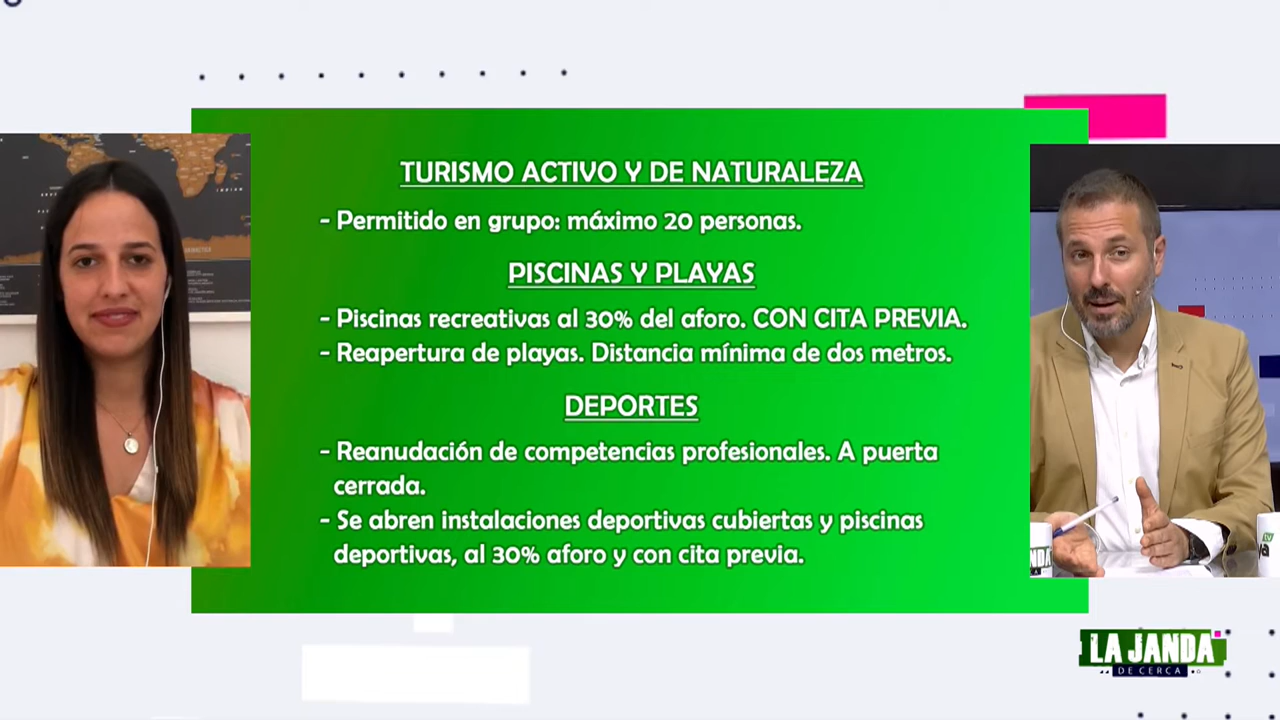 TURISMO ACTIVO Y DE NATURALEZA
- Permitido en grupo: máximo 20 personas.
PISCINAS Y PLAYAS
- Piscinas recreativas al 30% del aforo. CON CITA PREVIA.
- Reapertura de playas. Distancia mínima de dos metros.
DEPORTES
- Reanudación de competencias profesionales. A puerta
cerrada.
- Se abren instalaciones deportivas cubiertas y piscinas
deportivas, al 30% aforo y con cita previa.
LA JANDA
DE CERCA